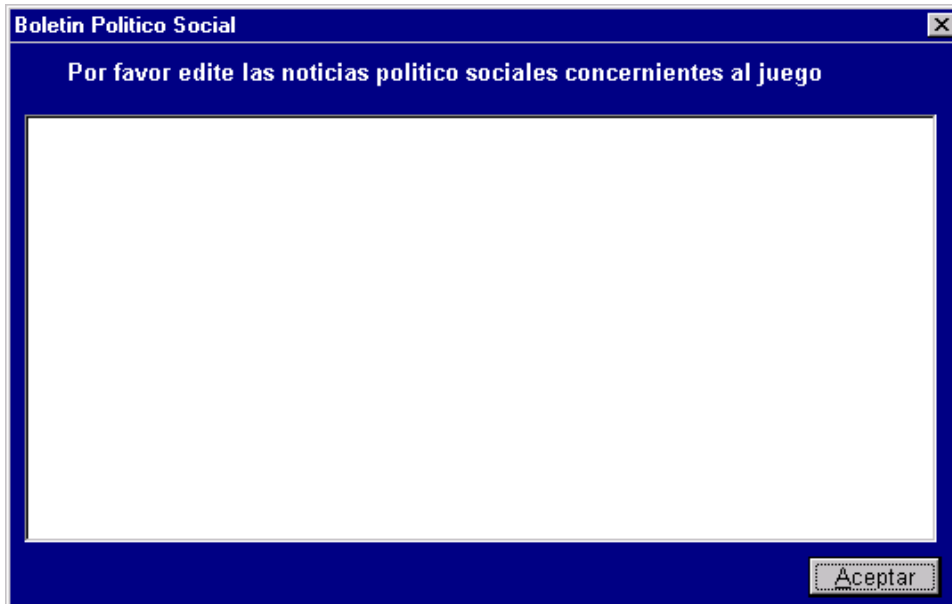 Boletin Politico Social
Por favor edite las noticias politico sociales concernientes al juego
Aceptar